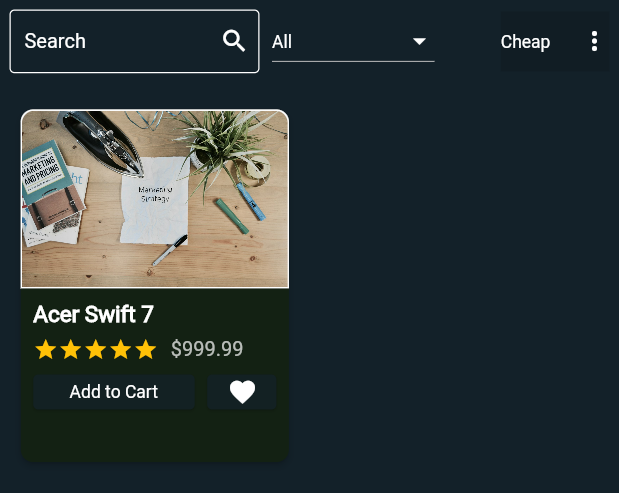 Search
All
Cheap
MARKETING
AND PRICING
Marketing
Strategy
Acer Swift 7
$999.99
Add to Cart